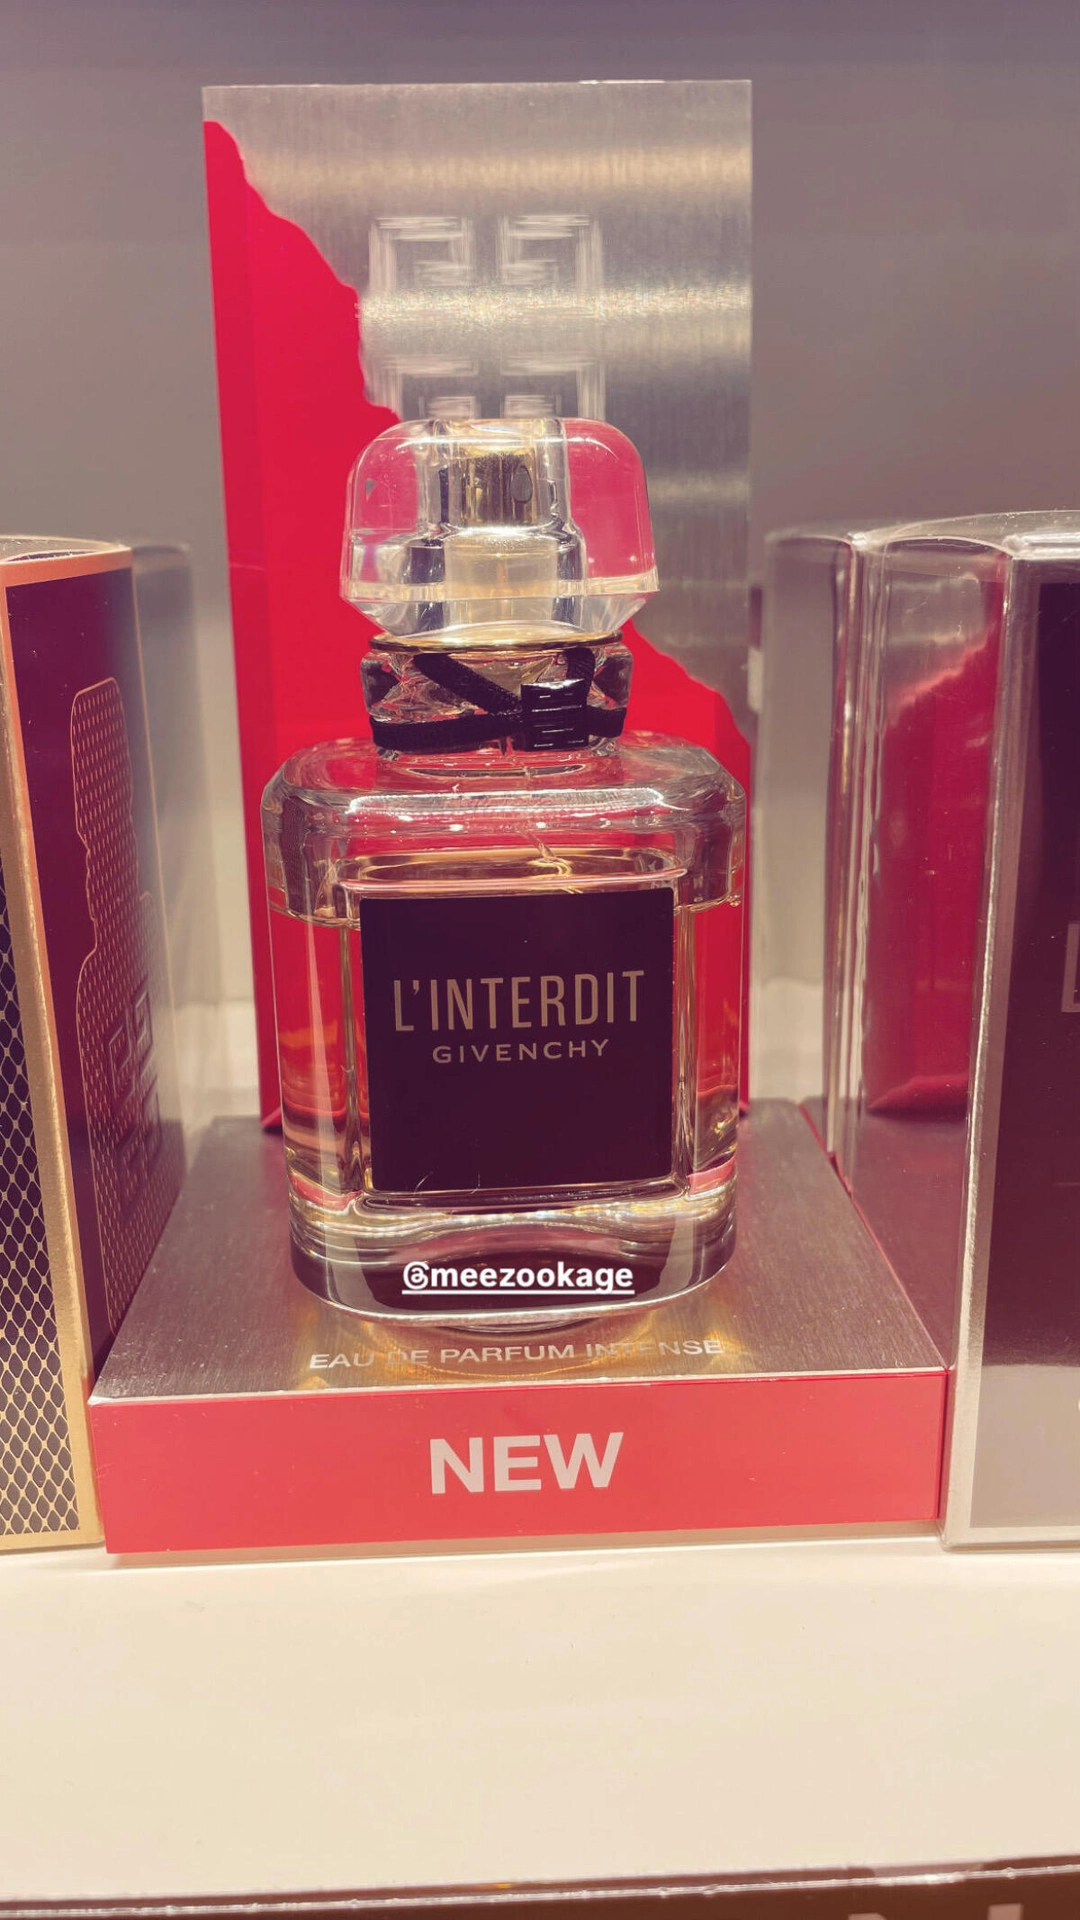 L'INTERDIT
GIVENCHY
@meezookage
EAU DE PARFUM INTENSE
NEW